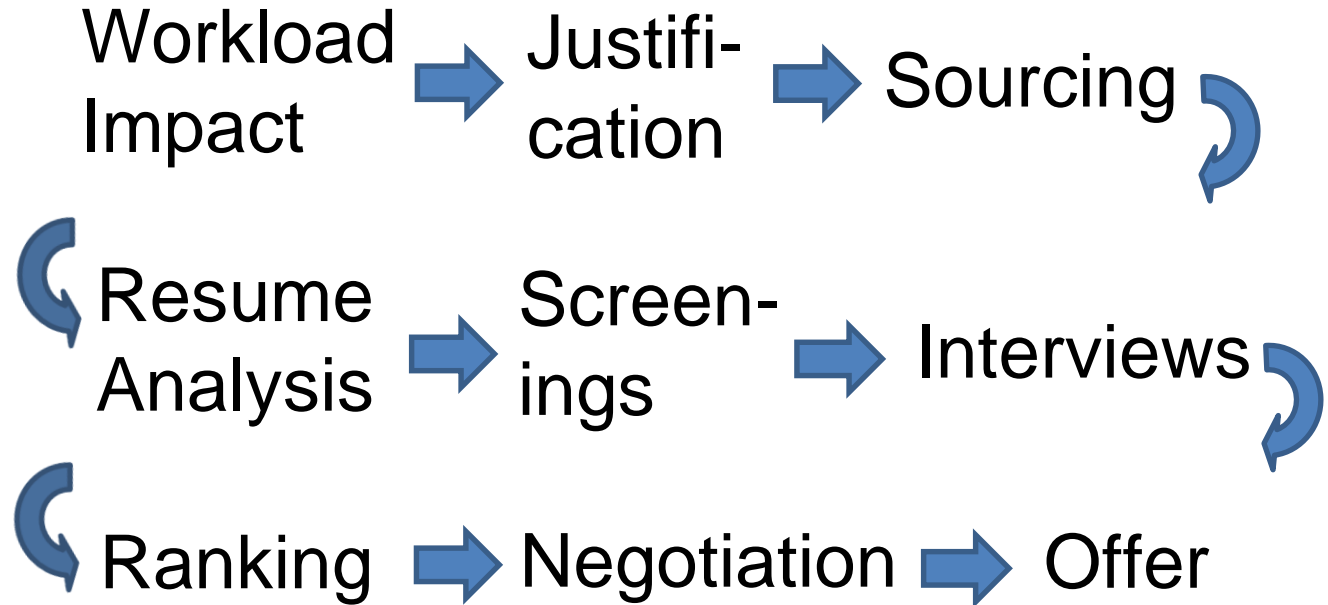 Workload
Impact
Justifi-
cation
Sourcing
Resume
Analysis
Screen-
ings
Interviews
Ranking
Negotiation
Offer